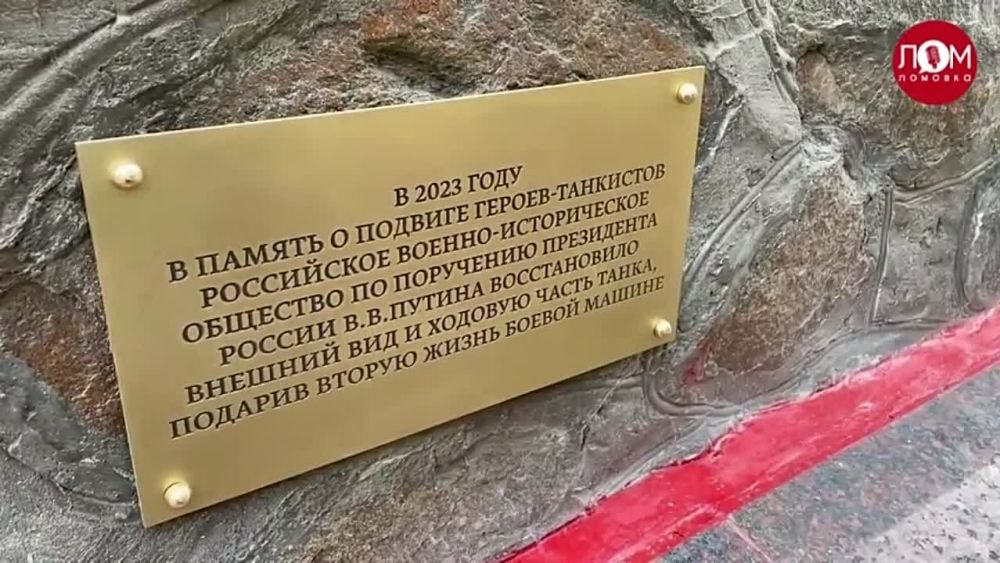 ЛОМ
ЛОМОВКА
В 2023 ГОДУ
В ПАМЯТЬ О ПОДВИГЕ ГЕРОЕВ-ТАНКИСТОВ
РОССИЙСКОЕ ВОЕННО-ИСТОРИЧЕСКОЕ
ОБЩЕСТВО ПО ПОРУЧЕНИЮ ПРЕЗИДЕНТА
РОССИИ В.В.ПУТИНА ВОССТАНОВИЛО
ВНЕШНИЙ ВИД И ХОДОВУЮ ЧАСТЬ ТАНКА,
ПОДАРИВ ВТОРУЮ ЖИЗНЬ БОЕВОЙ МАШИНЕ